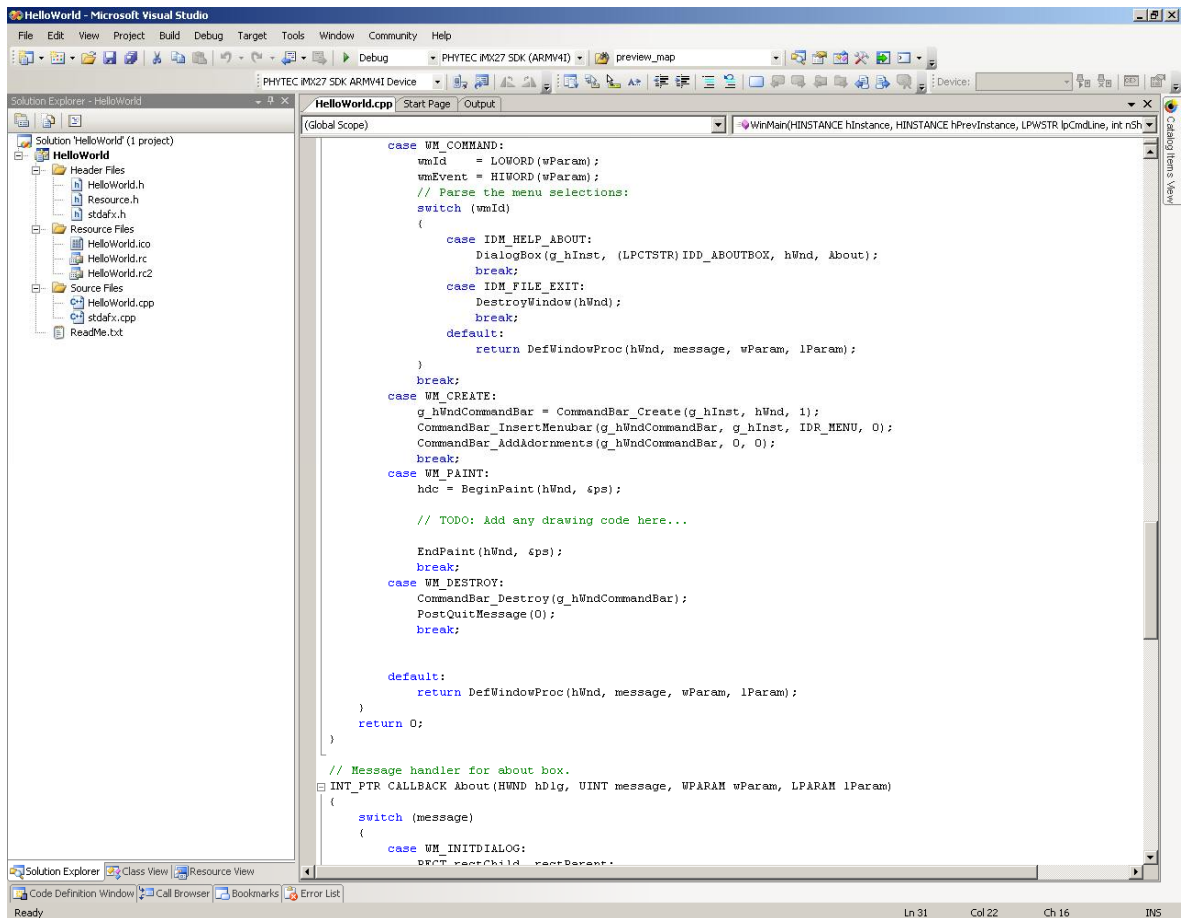 HelloWorld - Microsoft Visual Studio
File Edit View Project Build Debug Target Tools Window Community Help
Debug PHYTEC iMX27 SDK (ARMV4I) preview_map
PHYTEC iMX27 SDK ARMV4I Device Device:
Solution Explorer - HelloWorld
Solution 'HelloWorld' (1 project)
HelloWorld
Header Files
HelloWorld.h
Resource.h
stdafx.h
Resource Files
HelloWorld.ico
HelloWorld.rc
HelloWorld.rc2
Source Files
HelloWorld.cpp
stdafx.cpp
ReadMe.txt
Solution Explorer Class View Resource View
HelloWorld.cpp Start Page Output
(Global Scope) WinMain(HINSTANCE hInstance, HINSTANCE hPrevInstance, LPWSTR lpCmdLine, int nSh
case WM_COMMAND:
wmId    = LOWORD(wParam);
wmEvent = HIWORD(wParam);
// Parse the menu selections:
switch (wmId)
{
case IDM_HELP_ABOUT:
DialogBox(g_hInst, (LPCTSTR)IDD_ABOUTBOX, hWnd, About);
break;
case IDM_FILE_EXIT:
DestroyWindow(hWnd);
break;
default:
return DefWindowProc(hWnd, message, wParam, lParam);
}
break;
case WM_CREATE:
g_hWndCommandBar = CommandBar_Create(g_hInst, hWnd, 1);
CommandBar_InsertMenubar(g_hWndCommandBar, g_hInst, IDR_MENU, 0);
CommandBar_AddAdornments(g_hWndCommandBar, 0, 0);
break;
case WM_PAINT:
hdc = BeginPaint(hWnd, &ps);
// TODO: Add any drawing code here...
EndPaint(hWnd, &ps);
break;
case WM_DESTROY:
CommandBar_Destroy(g_hWndCommandBar);
PostQuitMessage(0);
break;
default:
return DefWindowProc(hWnd, message, wParam, lParam);
}
return 0;
}
// Message handler for about box.
INT_PTR CALLBACK About(HWND hDlg, UINT message, WPARAM wParam, LPARAM lParam)
{
switch (message)
{
case WM_INITDIALOG:
RECT rectChild, rectParent;
Catalog Items View
Code Definition Window Call Browser Bookmarks Error List
Ready Ln 31 Col 22 Ch 16 INS